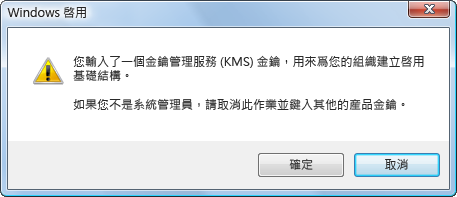 Windows 啓用
您輸入了一個金鑰管理服務 (KMS) 金鑰，用來爲您的組織建立啓用
基礎結構。
如果您不是系統管理員，請取消此作業並鍵入其他的產品金鑰。
確定
取消